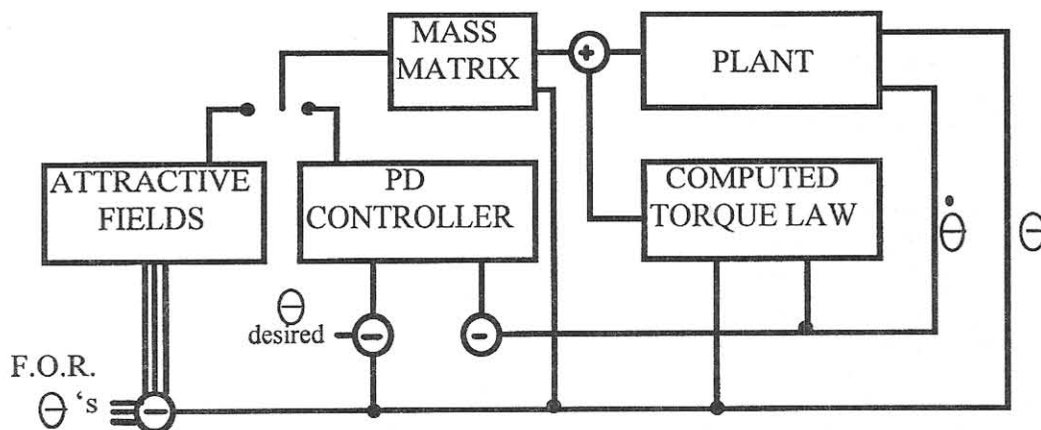 MASS
MATRIX
+
PLANT
ATTRACTIVE
FIELDS
PD
CONTROLLER
COMPUTED
TORQUE LAW
Θ̇
Θ
Θ
desired
-
-
F.O.R.
Θ 's
-